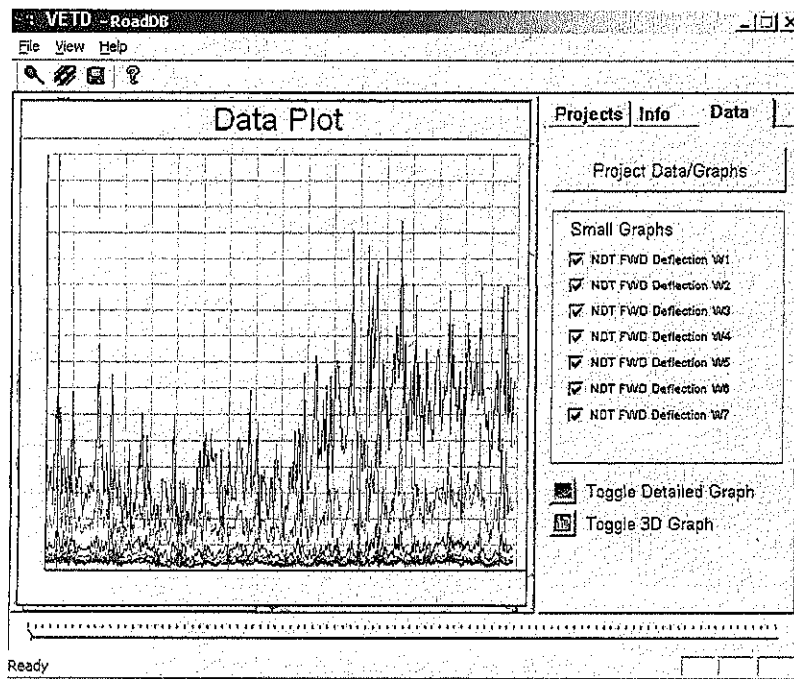 VETD - RoadDB
File View Help
Data Plot
Projects Info Data
Project Data/Graphs
Small Graphs
NDT FWD Deflection W1
NDT FWD Deflection W2
NDT FWD Deflection W3
NDT FWD Deflection W4
NDT FWD Deflection W5
NDT FWD Deflection W6
NDT FWD Deflection W7
Toggle Detailed Graph
Toggle 3D Graph
Ready